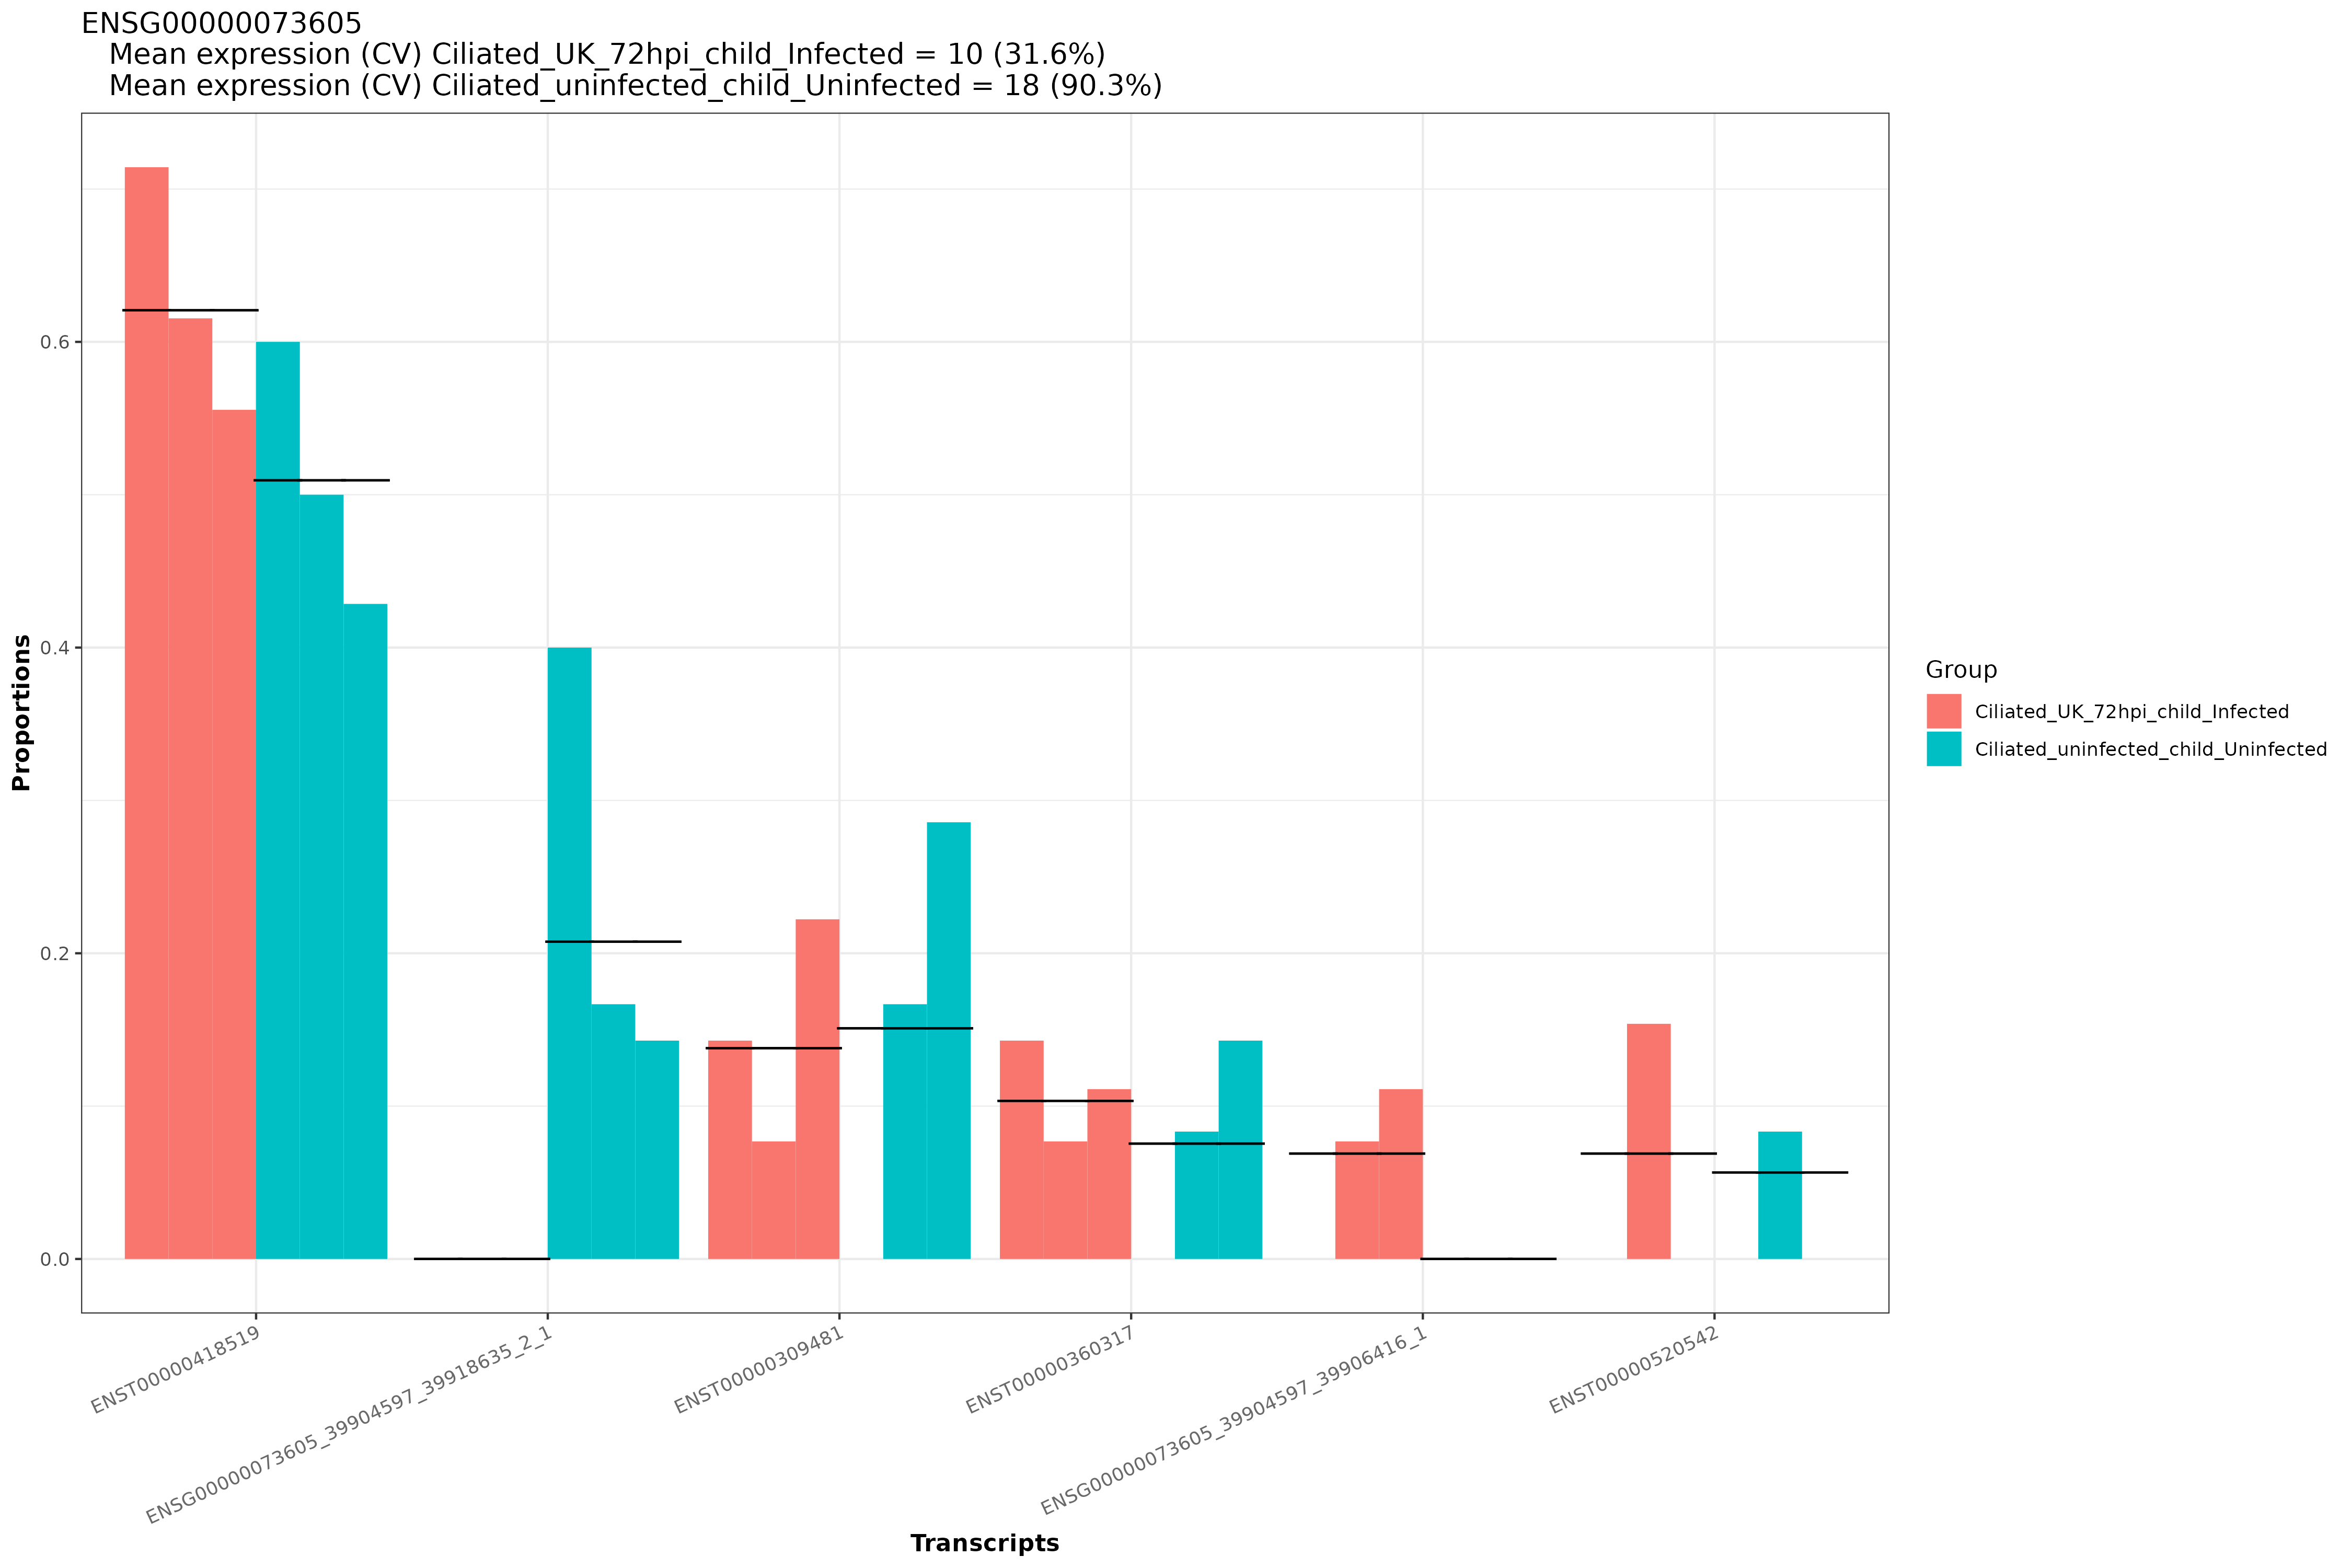 ENSG00000073605
Mean expression (CV) Ciliated_UK_72hpi_child_Infected = 10 (31.6%)
Mean expression (CV) Ciliated_uninfected_child_Uninfected = 18 (90.3%)
Proportions
0.6
0.4
0.2
0.0
ENST00000418519
ENSG00000073605_39904597_39918635_2_1
ENST00000309481
ENST00000360317
ENSG00000073605_39904597_39906416_1
ENST00000520542
Transcripts
Group
Ciliated_UK_72hpi_child_Infected
Ciliated_uninfected_child_Uninfected